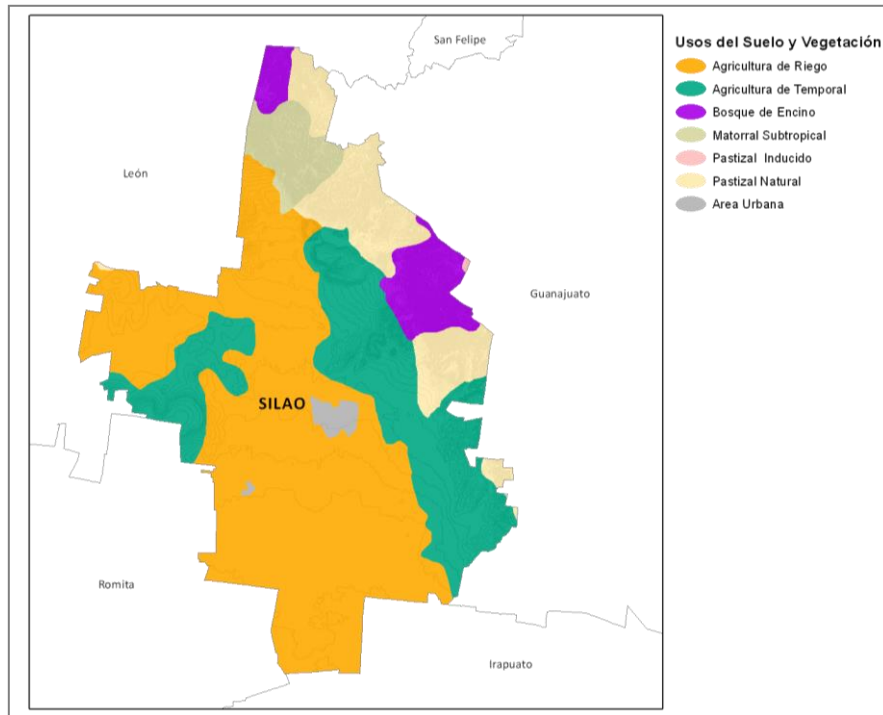 San Felipe
Usos del Suelo y Vegetación
Agricultura de Riego
Agricultura de Temporal
Bosque de Encino
Matorral Subtropical
Pastizal Inducido
Pastizal Natural
Area Urbana
León
Guanajuato
SILAO
Romita
Irapuato